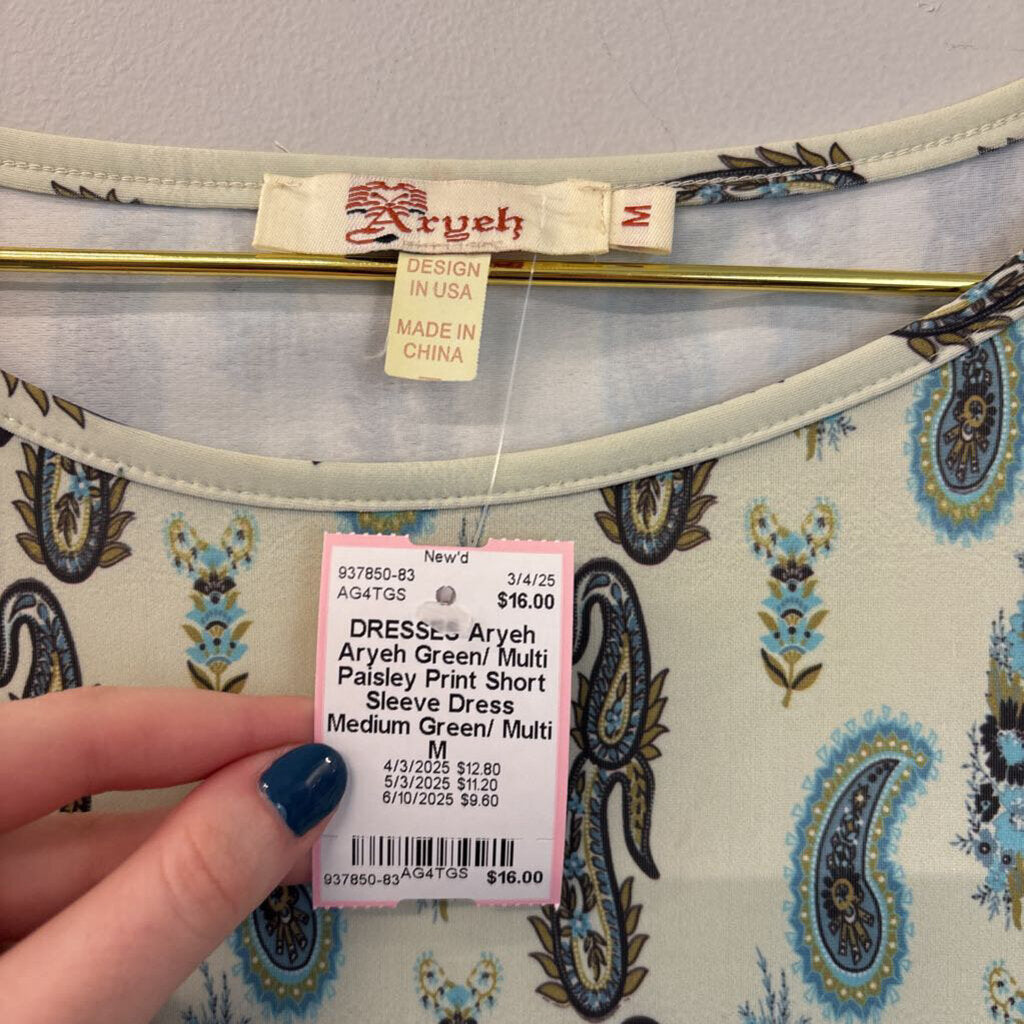 Aryeh
M
DESIGN
IN USA
MADE IN
CHINA
New'd
937850-83 3/4/25
AG4TGS $16.00
DRESSES Aryeh
Aryeh Green/ Multi
Paisley Print Short
Sleeve Dress
Medium Green/ Multi
M
4/3/2025 $12.80
5/3/2025 $11.20
6/10/2025 $9.60
937850-83 AG4TGS $16.00